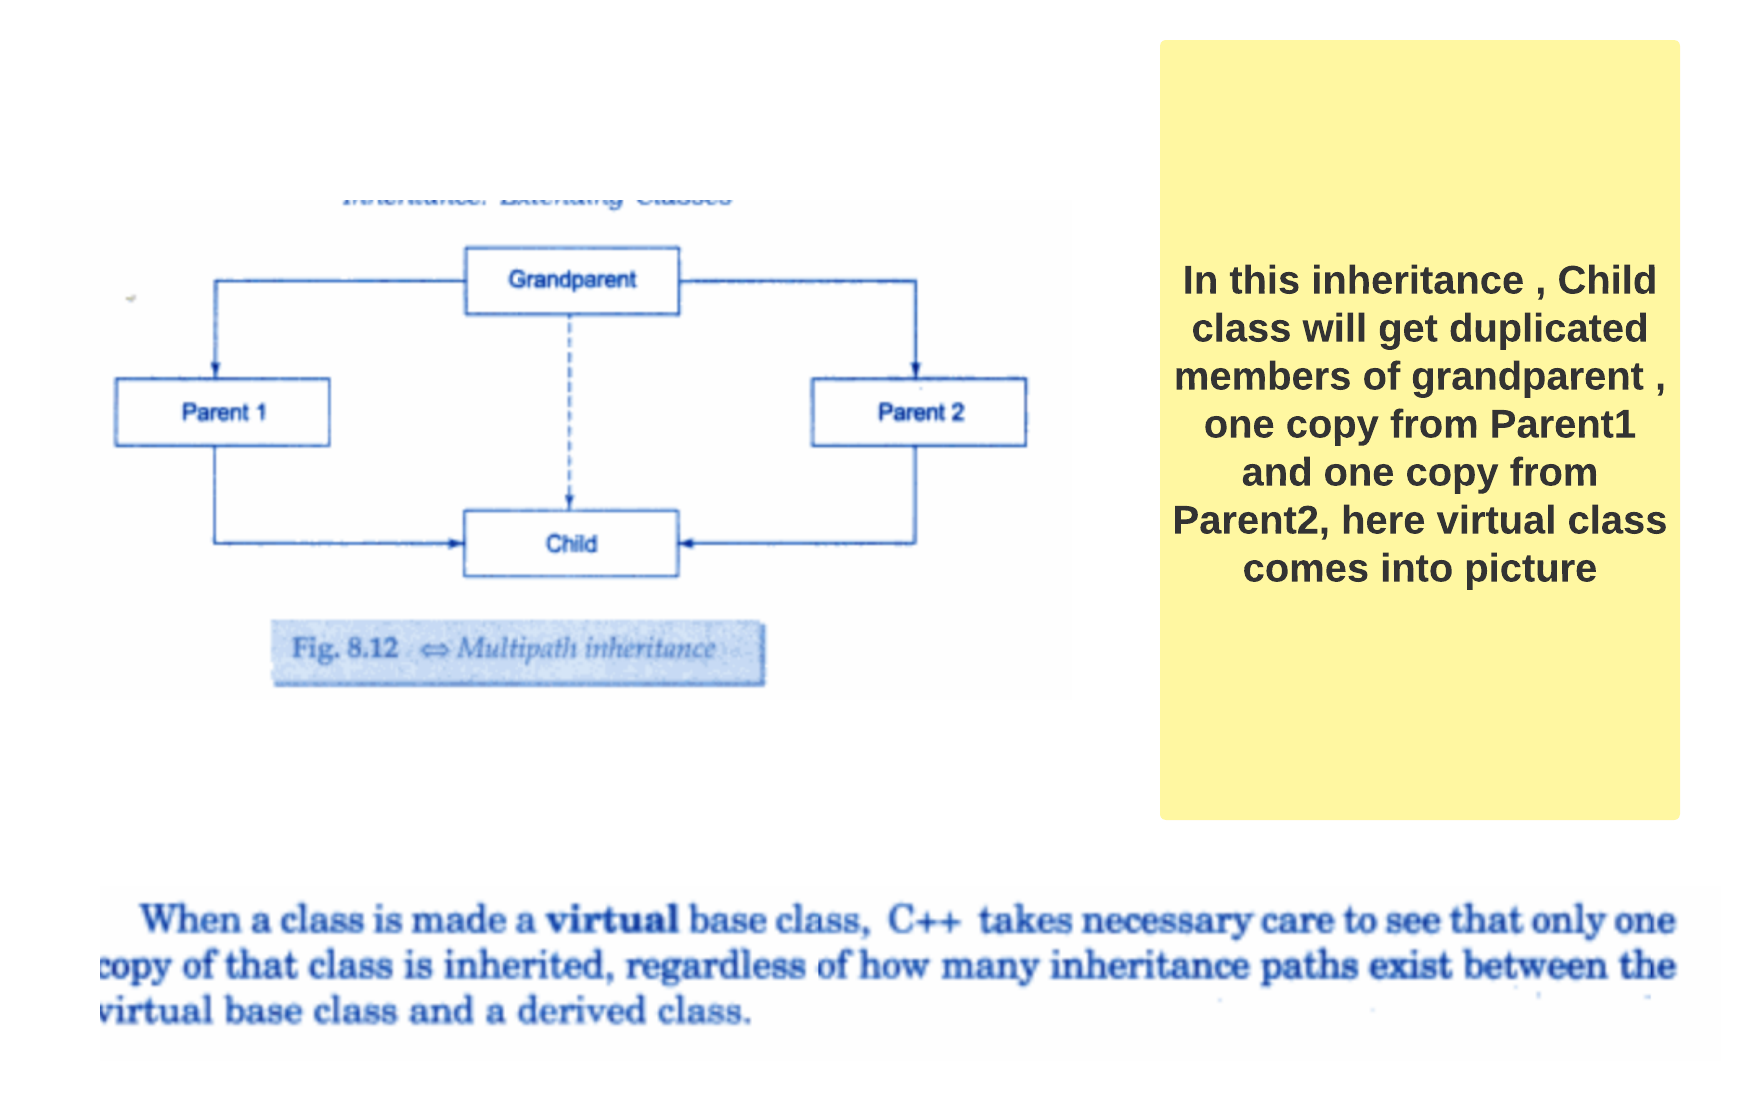 Inheritance: Extending Classes
Grandparent
Parent 1
Parent 2
Child
Fig. 8.12 ⇔ Multipath inheritance
In this inheritance , Child
class will get duplicated
members of grandparent ,
one copy from Parent1
and one copy from
Parent2, here virtual class
comes into picture
When a class is made a virtual base class, C++ takes necessary care to see that only one
copy of that class is inherited, regardless of how many inheritance paths exist between the
virtual base class and a derived class.